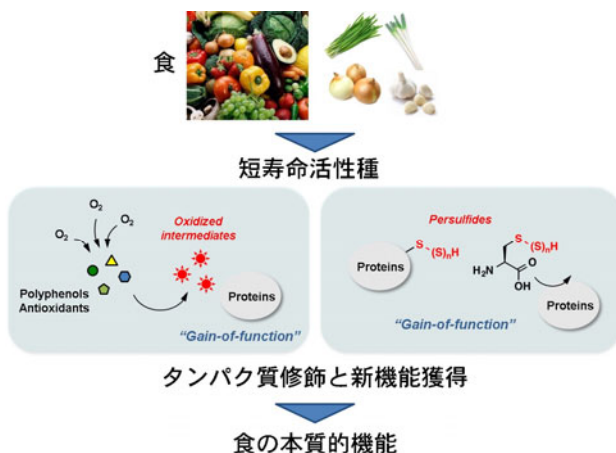 食
短寿命活性種
O2
O2
O2
Polyphenols
Antioxidants
Oxidized
intermediates
Proteins
"Gain-of-function"
Persulfides
Proteins
S
(S)nH
S
(S)nH
H2N
O
OH
Proteins
"Gain-of-function"
タンパク質修飾と新機能獲得
食の本質的機能